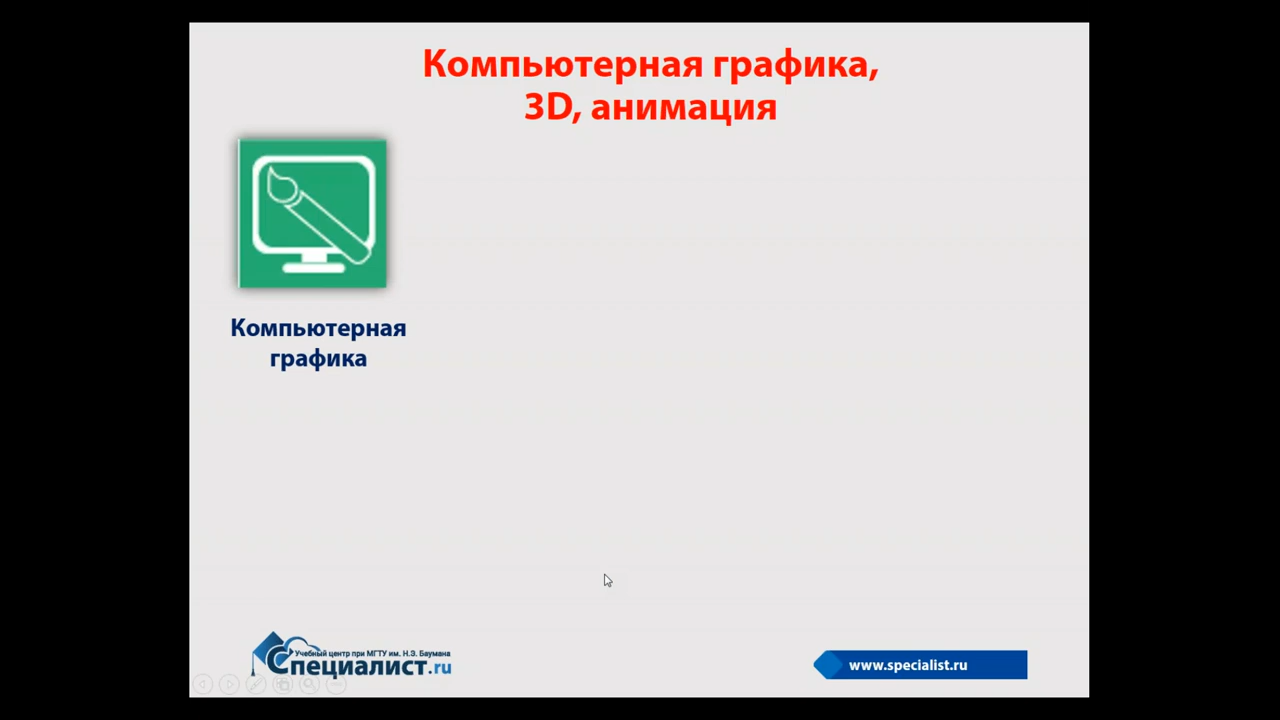 Компьютерная графика,
3D, анимация
Компьютерная
графика
Учебный центр при МГТУ им. Н.Э. Баумана
Специалист.ru
www.specialist.ru